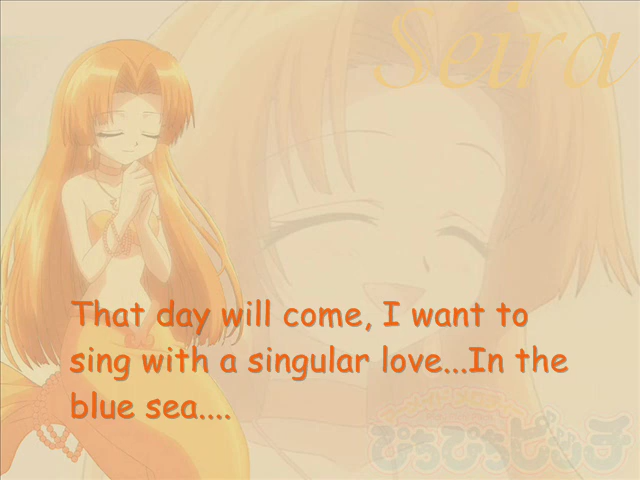 Seira
That day will come, I want to
sing with a singular love...In the
blue sea....
ぴちぴちピッチ